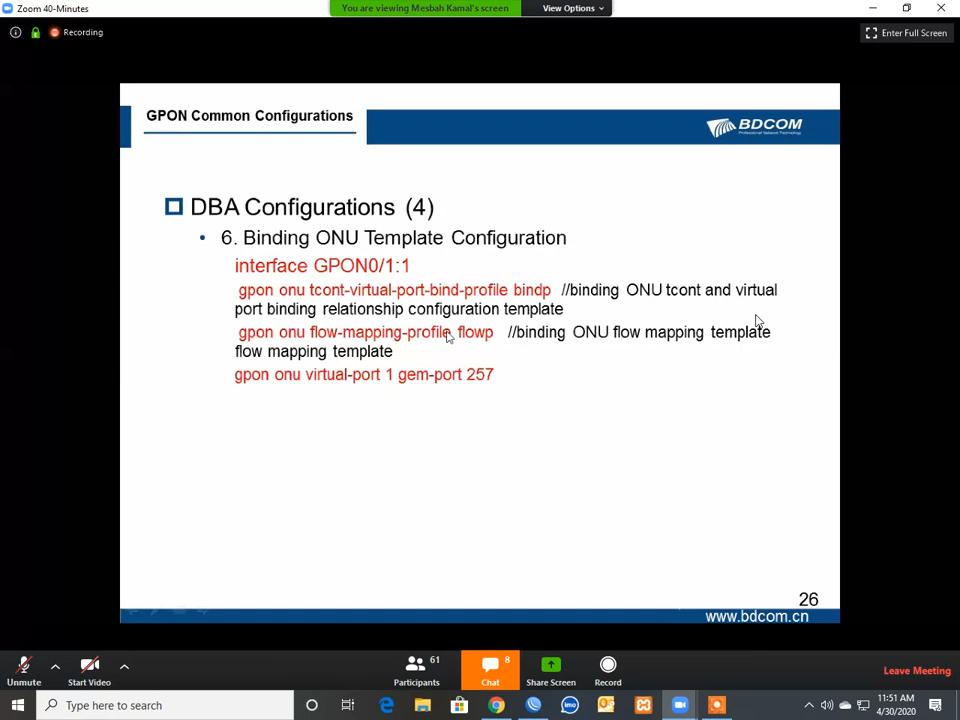 Zoom 40-Minutes
You are viewing Mesbah Kamal's screen
View Options
Recording
Enter Full Screen
GPON Common Configurations
BDCOM
Professional Network Technology
DBA Configurations (4)
• 6. Binding ONU Template Configuration
interface GPON0/1:1
gpon onu tcont-virtual-port-bind-profile bindp //binding ONU tcont and virtual
port binding relationship configuration template
gpon onu flow-mapping-profile flowp //binding ONU flow mapping template
flow mapping template
gpon onu virtual-port 1 gem-port 257
26
www.bdcom.cn
Unmute
Start Video
61
Participants
8
Chat
Share Screen
Record
Leave Meeting
Type here to search
imo
11:51 AM
4/30/2020